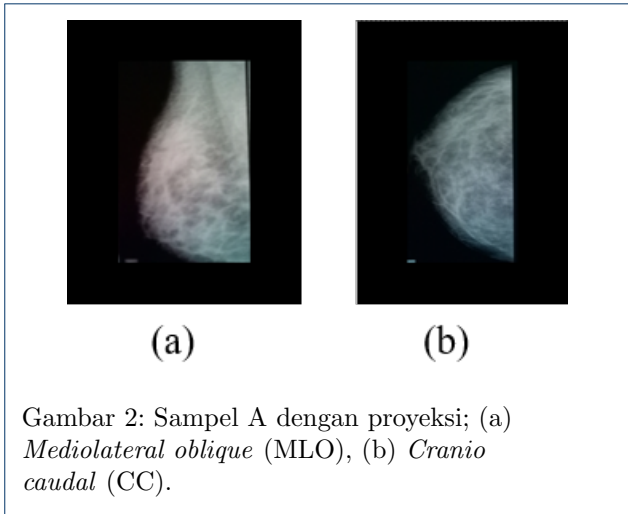 (a) (b)
Gambar 2: Sampel A dengan proyeksi; (a)
Mediolateral oblique (MLO), (b) Cranio
caudal (CC).